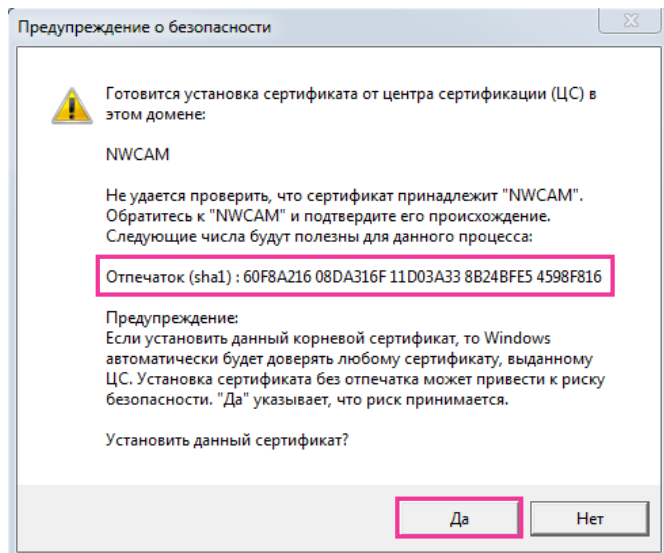 Предупреждение о безопасности
Готовится установка сертификата от центра сертификации (ЦС) в
этом домене:
NWCAM
Не удается проверить, что сертификат принадлежит "NWCAM".
Обратитесь к "NWCAM" и подтвердите его происхождение.
Следующие числа будут полезны для данного процесса:
Отпечаток (sha1) : 60F8A216 08DA316F 11D03A33 8B24BFE5 4598F816
Предупреждение:
Если установить данный корневой сертификат, то Windows
автоматически будет доверять любому сертификату, выданному
ЦС. Установка сертификата без отпечатка может привести к риску
безопасности. "Да" указывает, что риск принимается.
Установить данный сертификат?
Да
Нет